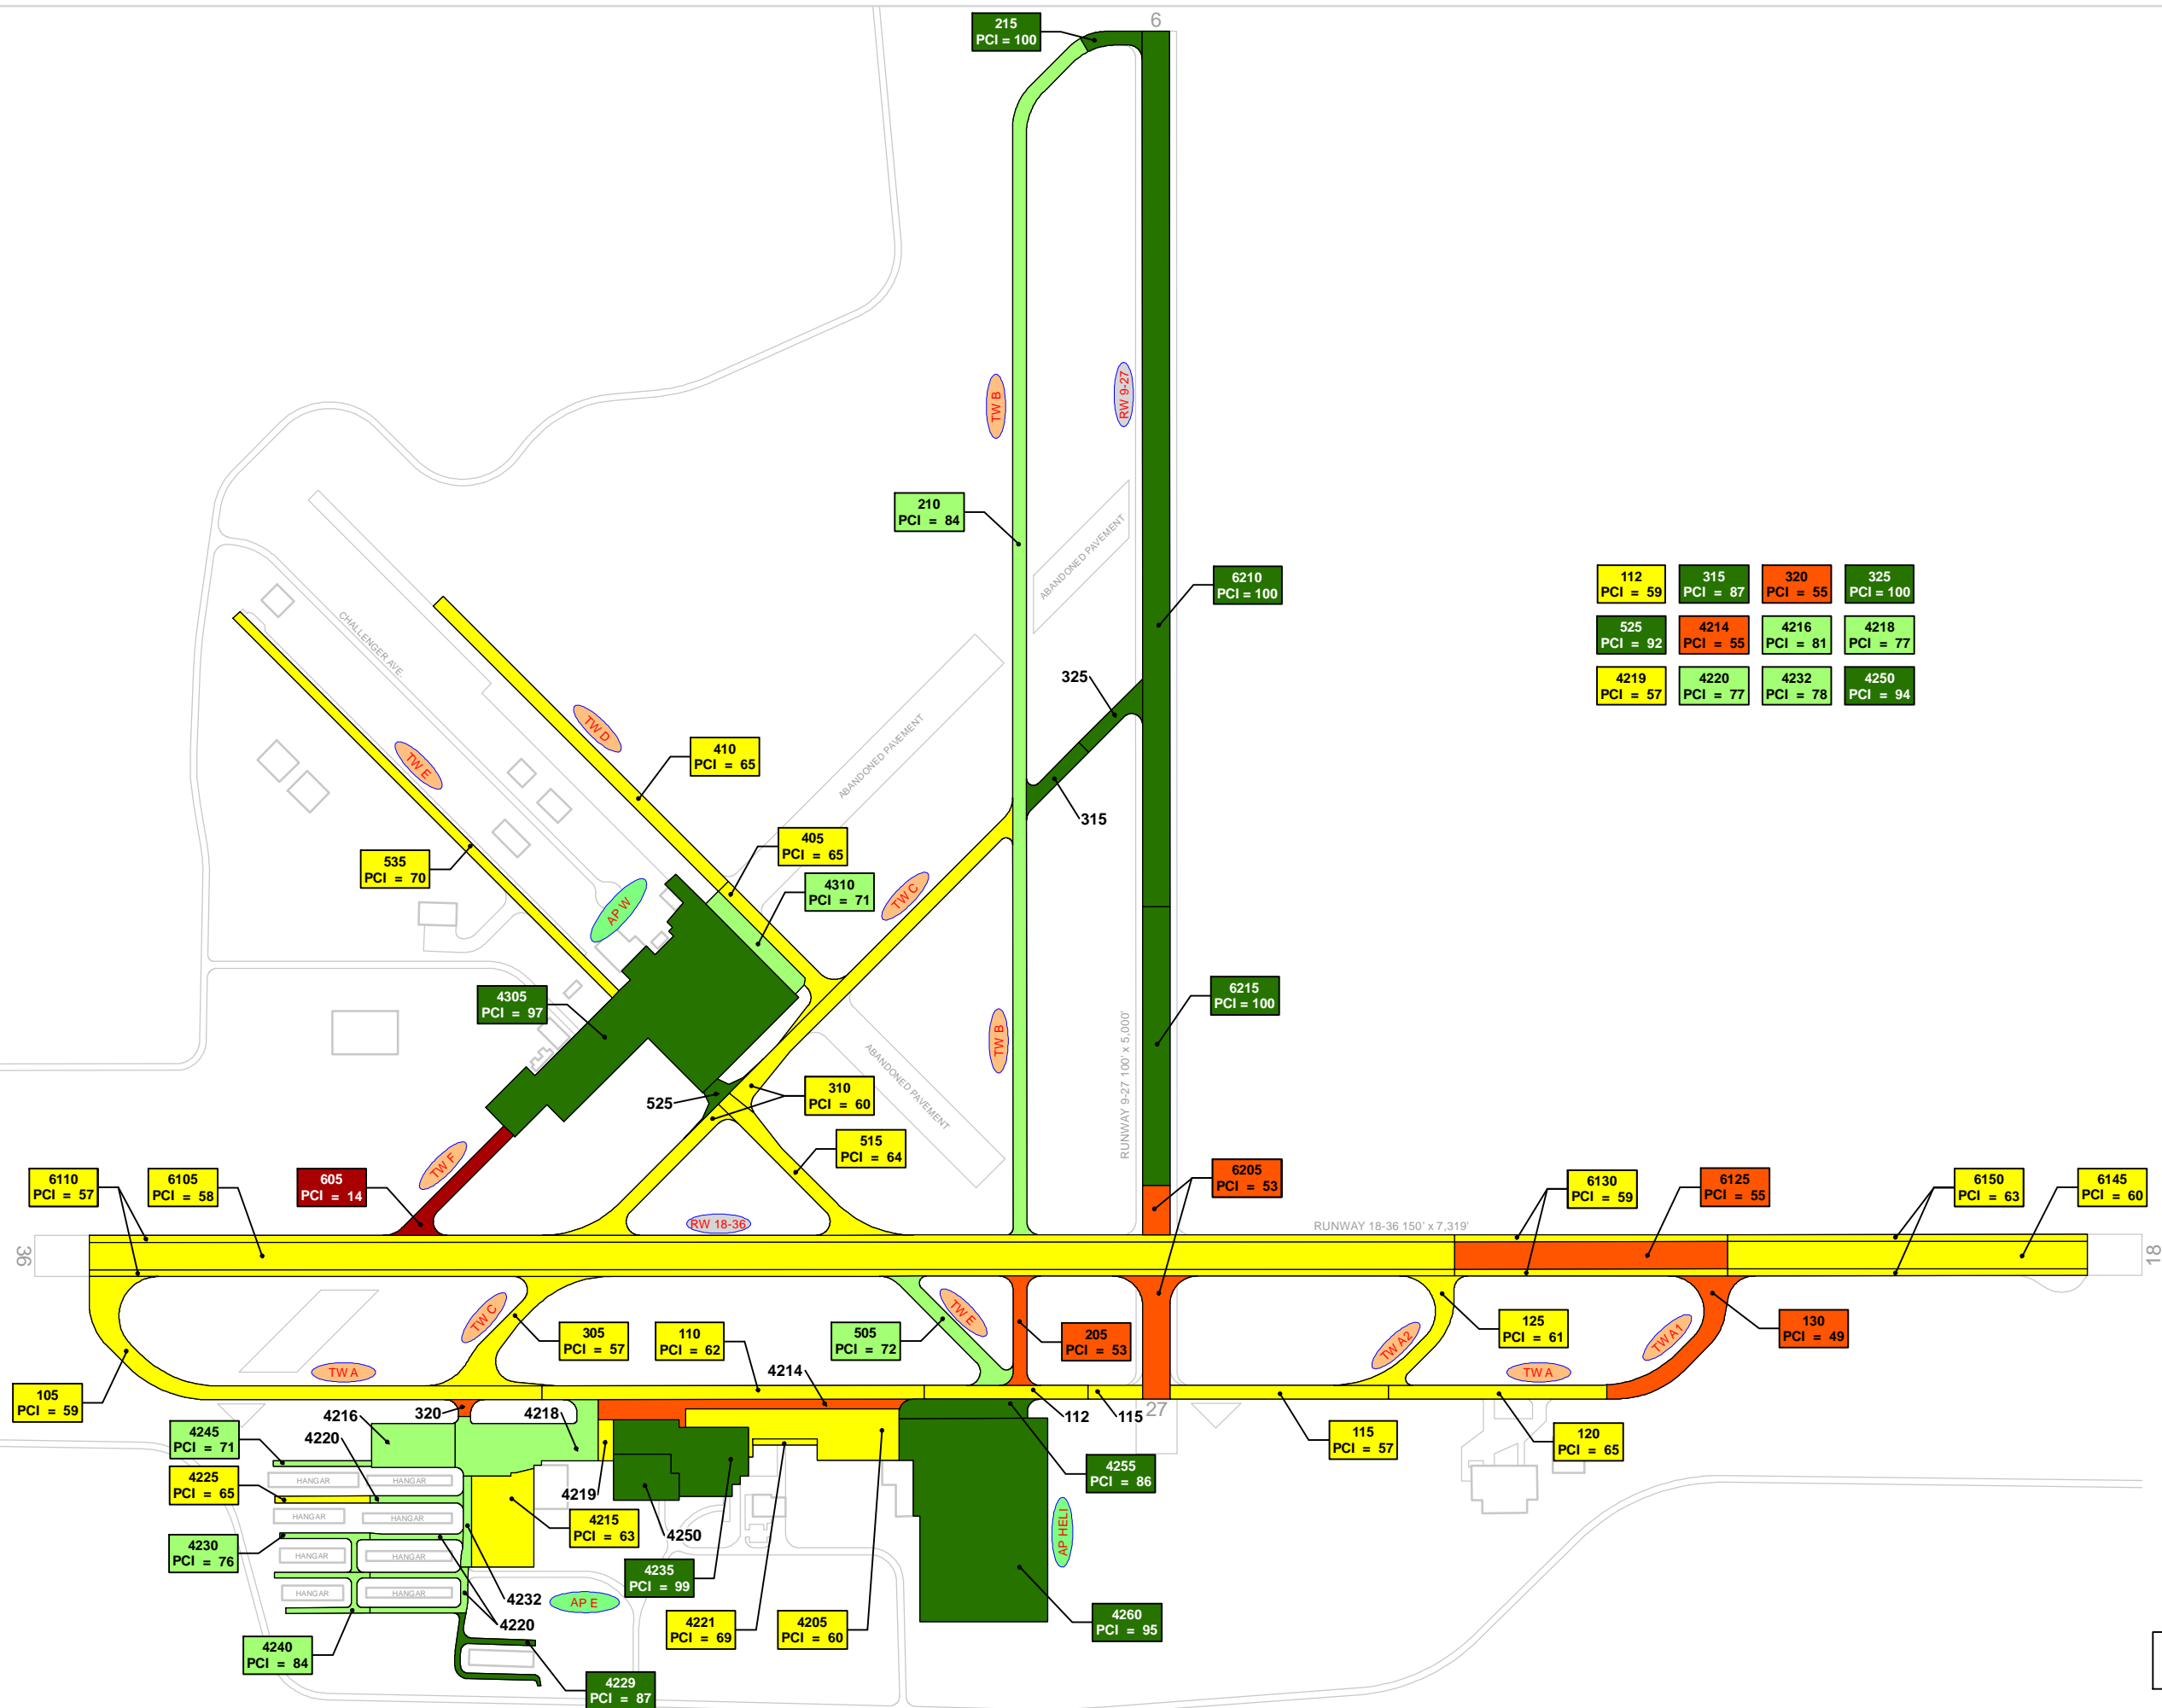 215
PCI = 100
6
TW B
RW 9-27
210
PCI = 84
ABANDONED PAVEMENT
6210
PCI = 100
112
PCI = 59
315
PCI = 87
320
PCI = 55
325
PCI = 100
525
PCI = 92
4214
PCI = 55
4216
PCI = 81
4218
PCI = 77
4219
PCI = 57
4220
PCI = 77
4232
PCI = 78
4250
PCI = 94
CHALLENGER AVE.
TW D
TW E
325
410
PCI = 65
ABANDONED PAVEMENT
315
405
PCI = 65
535
PCI = 70
4310
PCI = 71
TW C
AP W
4305
PCI = 97
6215
PCI = 100
TW B
RUNWAY 9-27 100' x 5,000'
ABANDONED PAVEMENT
525
310
PCI = 60
515
PCI = 64
TW F
6110
PCI = 57
6105
PCI = 58
605
PCI = 14
6205
PCI = 53
6130
PCI = 59
6125
PCI = 55
6150
PCI = 63
6145
PCI = 60
RW 18-36
RUNWAY 18-36 150' x 7,319'
36
18
TW C
305
PCI = 57
110
PCI = 62
505
PCI = 72
TW E
205
PCI = 53
TW A2
125
PCI = 61
TW A1
130
PCI = 49
TW A
TW A
4214
105
PCI = 59
4216
320
4218
112
115
27
4245
PCI = 71
4220
115
PCI = 57
120
PCI = 65
4225
PCI = 65
HANGAR
HANGAR
4219
4255
PCI = 86
HANGAR
HANGAR
4215
PCI = 63
4250
AP HELI
4230
PCI = 76
HANGAR
HANGAR
4235
PCI = 99
HANGAR
HANGAR
4232
AP E
4220
4221
PCI = 69
4205
PCI = 60
4260
PCI = 95
4240
PCI = 84
4229
PCI = 87